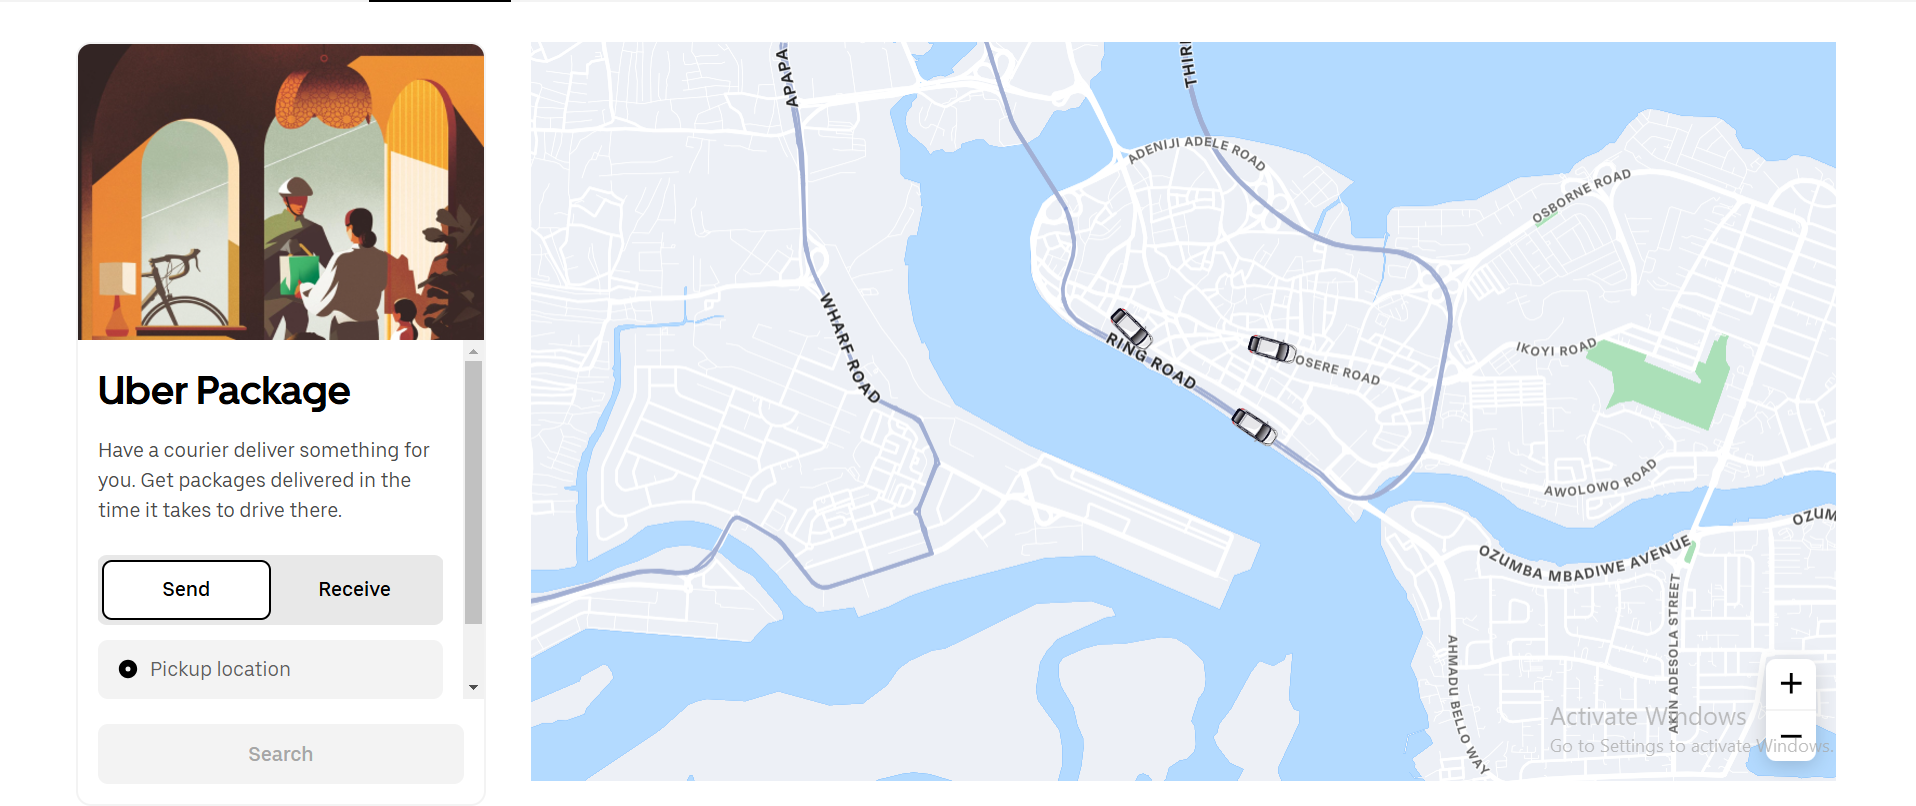 Uber Package
Have a courier deliver something for
you. Get packages delivered in the
time it takes to drive there.
Send
Receive
Pickup location
Search
APAPA
THIRI
ADENIJI ADELE ROAD
OSBORNE ROAD
WHARF ROAD
RING ROAD
OSERE ROAD
IKOYI ROAD
AWOLOWO ROAD
OZUM
OZUMBA MBADIWE AVENUE
AHMADU BELLO WAY
AKIN ADESOLA STREET
+
−
Activate Windows
Go to Settings to activate Windows.